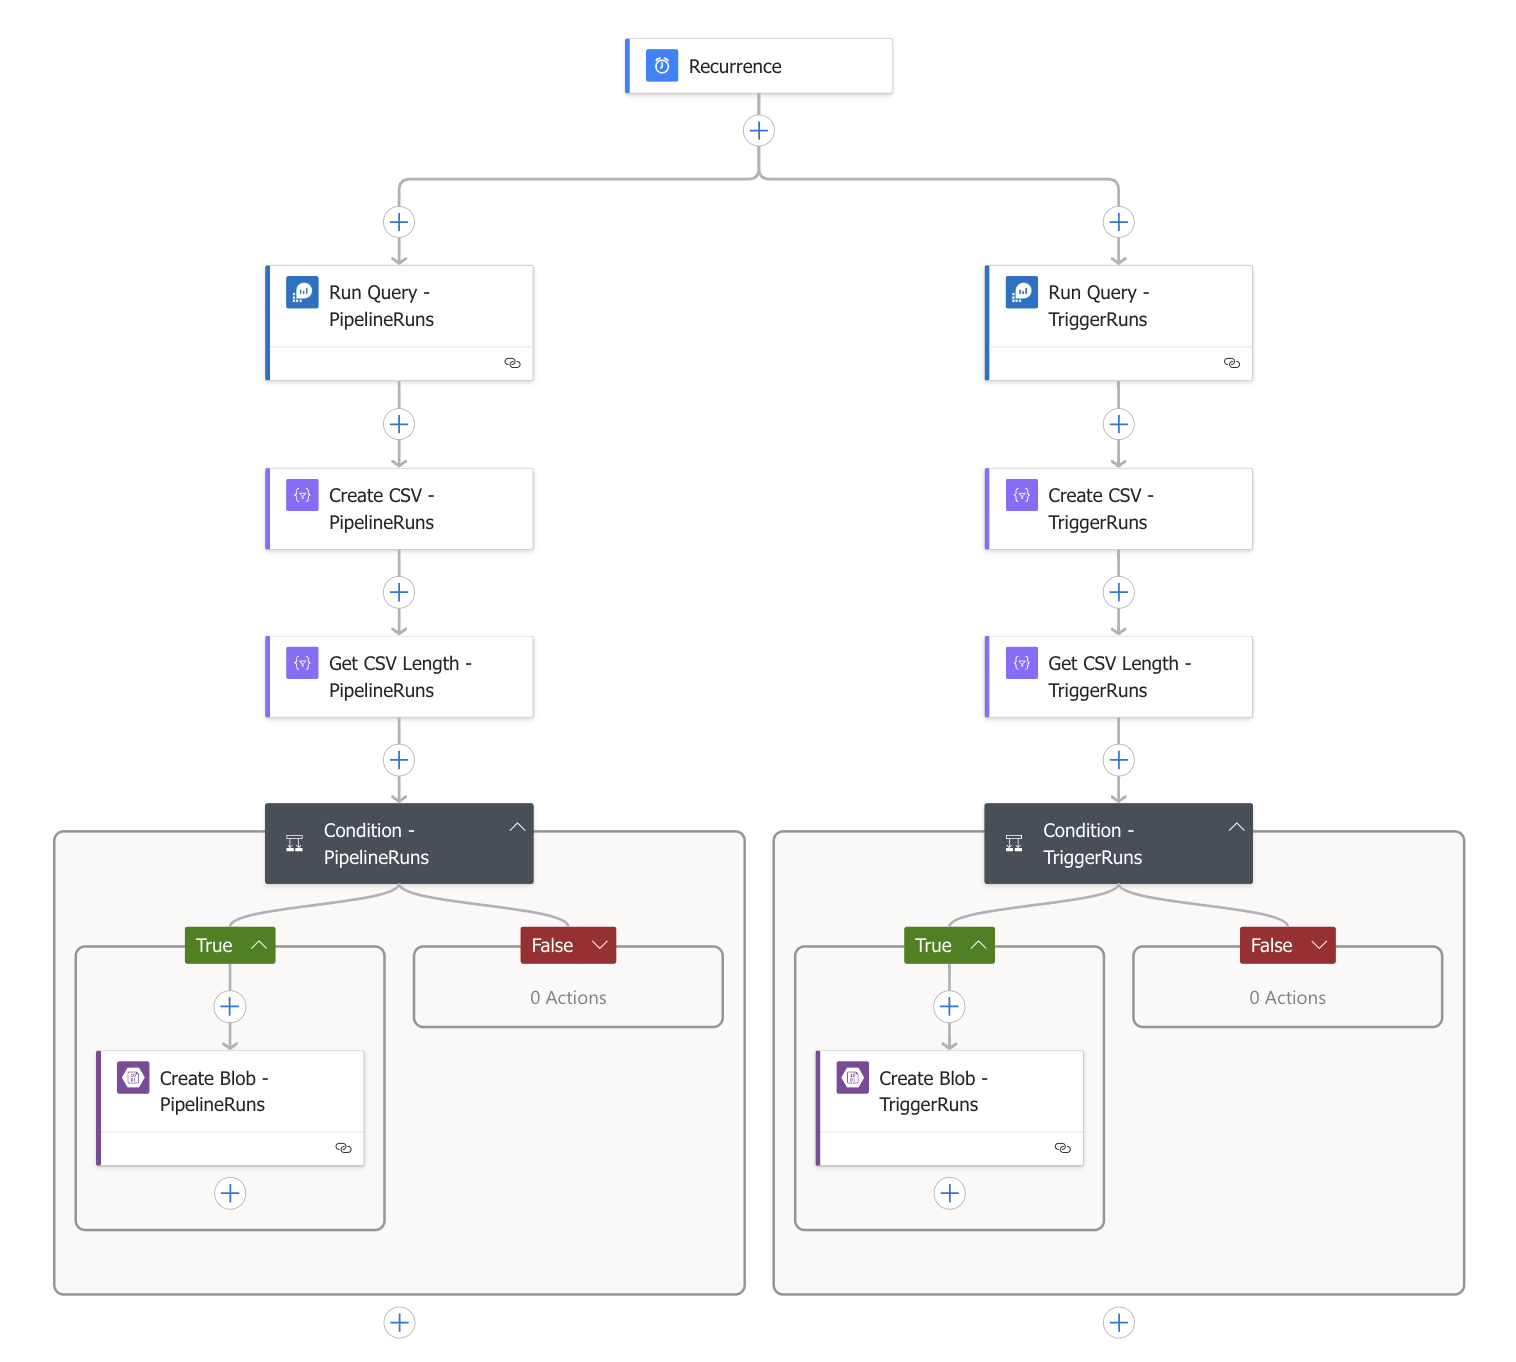 Recurrence
Run Query -
PipelineRuns
Run Query -
TriggerRuns
Create CSV -
PipelineRuns
Create CSV -
TriggerRuns
Get CSV Length -
PipelineRuns
Get CSV Length -
TriggerRuns
Condition -
PipelineRuns
Condition -
TriggerRuns
True
False
True
False
0 Actions
0 Actions
Create Blob -
PipelineRuns
Create Blob -
TriggerRuns